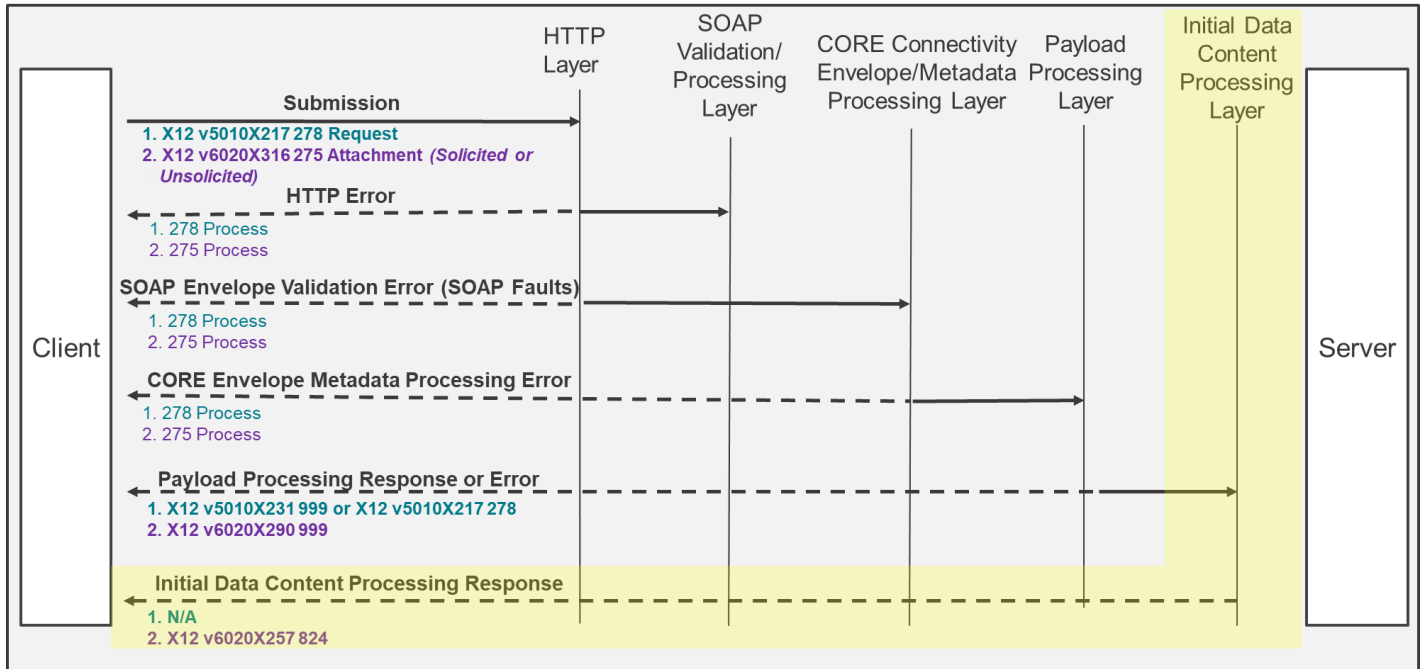 HTTP
Layer
SOAP
Validation/
Processing
Layer
CORE Connectivity
Envelope/Metadata
Processing Layer
Payload
Processing
Layer
Initial Data
Content
Processing
Layer
Client
Server
Submission
1. X12 v5010X217 278 Request
2. X12 v6020X316 275 Attachment (Solicited or
Unsolicited)
HTTP Error
1. 278 Process
2. 275 Process
SOAP Envelope Validation Error (SOAP Faults)
1. 278 Process
2. 275 Process
CORE Envelope Metadata Processing Error
1. 278 Process
2. 275 Process
Payload Processing Response or Error
1. X12 v5010X231 999 or X12 v5010X217 278
2. X12 v6020X290 999
Initial Data Content Processing Response
1. N/A
2. X12 v6020X257 824